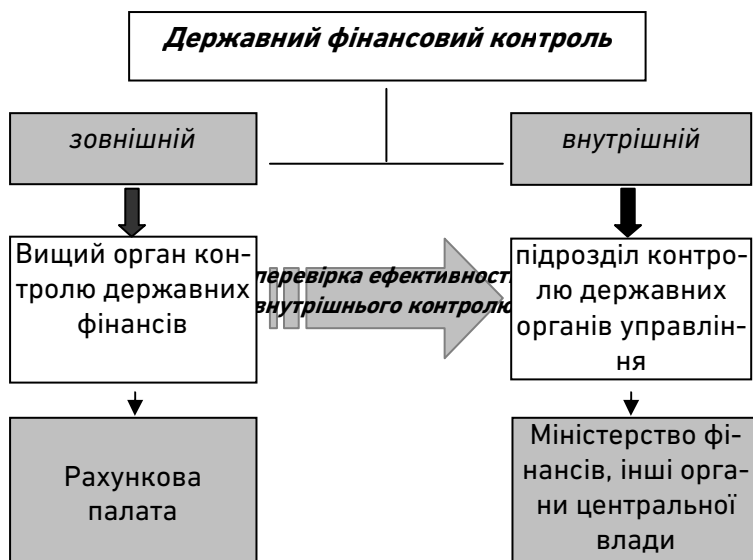 Державний фінансовий контроль
зовнішній
внутрішній
Вищий орган кон-
тролю державних
фінансів
перевірка ефективност
внутрішнього контролю
підрозділ контро-
лю державних
органів управлін-
ня
Рахункова
палата
Міністерство фі-
нансів, інші орга-
ни центральної
влади